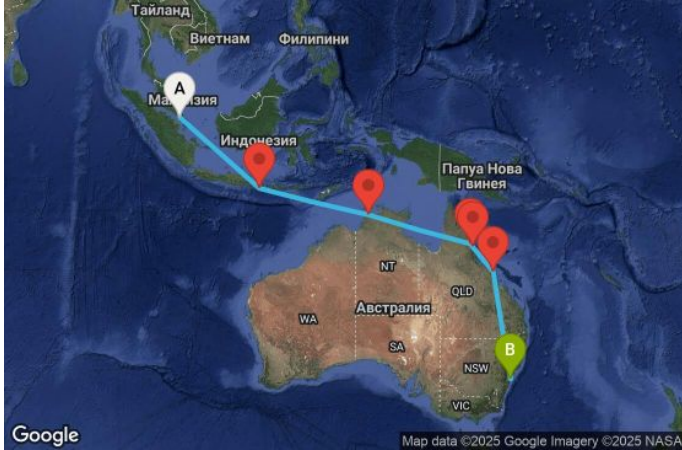 Тайланд
Виетнам
Филипини
A
Индонезия
Папуа Нова
Гвинея
NT
QLD
Австралия
WA
SA
B
NSW
VIC
Google
Map data ©2025 Google Imagery ©2025 NASA